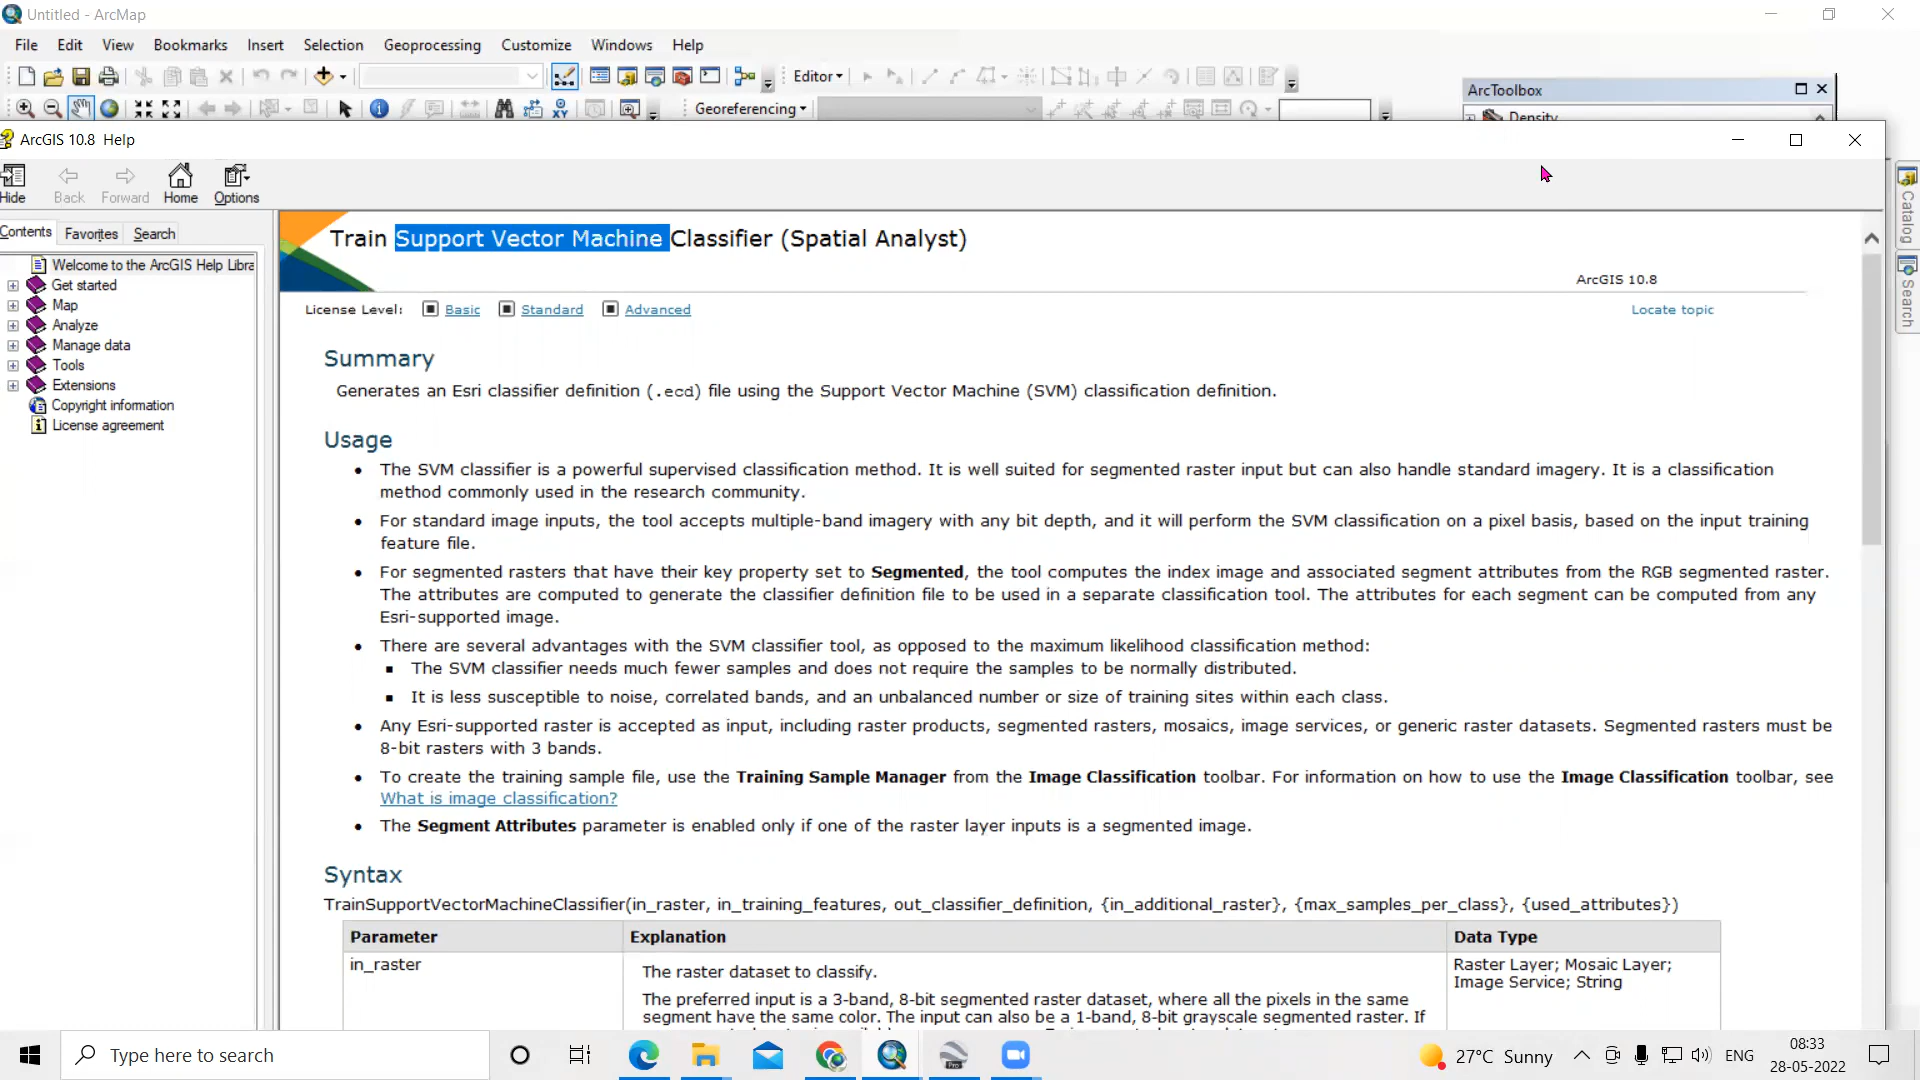 Untitled - ArcMap
File Edit View Bookmarks Insert Selection Geoprocessing Customize Windows Help
Editor
Georeferencing
ArcToolbox
Density
ArcGIS 10.8 Help
Hide Back Forward Home Options
Contents Favorites Search
Welcome to the ArcGIS Help Libra
Get started
Map
Analyze
Manage data
Tools
Extensions
Copyright information
License agreement
Train Support Vector Machine Classifier (Spatial Analyst)
ArcGIS 10.8
License Level: Basic Standard Advanced
Locate topic
Summary
Generates an Esri classifier definition (.ecd) file using the Support Vector Machine (SVM) classification definition.
Usage
• The SVM classifier is a powerful supervised classification method. It is well suited for segmented raster input but can also handle standard imagery. It is a classification
method commonly used in the research community.
• For standard image inputs, the tool accepts multiple-band imagery with any bit depth, and it will perform the SVM classification on a pixel basis, based on the input training
feature file.
• For segmented rasters that have their key property set to Segmented, the tool computes the index image and associated segment attributes from the RGB segmented raster.
The attributes are computed to generate the classifier definition file to be used in a separate classification tool. The attributes for each segment can be computed from any
Esri-supported image.
• There are several advantages with the SVM classifier tool, as opposed to the maximum likelihood classification method:
▪ The SVM classifier needs much fewer samples and does not require the samples to be normally distributed.
▪ It is less susceptible to noise, correlated bands, and an unbalanced number or size of training sites within each class.
• Any Esri-supported raster is accepted as input, including raster products, segmented rasters, mosaics, image services, or generic raster datasets. Segmented rasters must be
8-bit rasters with 3 bands.
• To create the training sample file, use the Training Sample Manager from the Image Classification toolbar. For information on how to use the Image Classification toolbar, see
What is image classification?
• The Segment Attributes parameter is enabled only if one of the raster layer inputs is a segmented image.
Syntax
TrainSupportVectorMachineClassifier(in_raster, in_training_features, out_classifier_definition, {in_additional_raster}, {max_samples_per_class}, {used_attributes})
Parameter Explanation Data Type
in_raster
The raster dataset to classify.
The preferred input is a 3-band, 8-bit segmented raster dataset, where all the pixels in the same
segment have the same color. The input can also be a 1-band, 8-bit grayscale segmented raster. If
Raster Layer; Mosaic Layer;
Image Service; String
Catalog
Search
Type here to search
27°C Sunny
ENG
08:33
28-05-2022